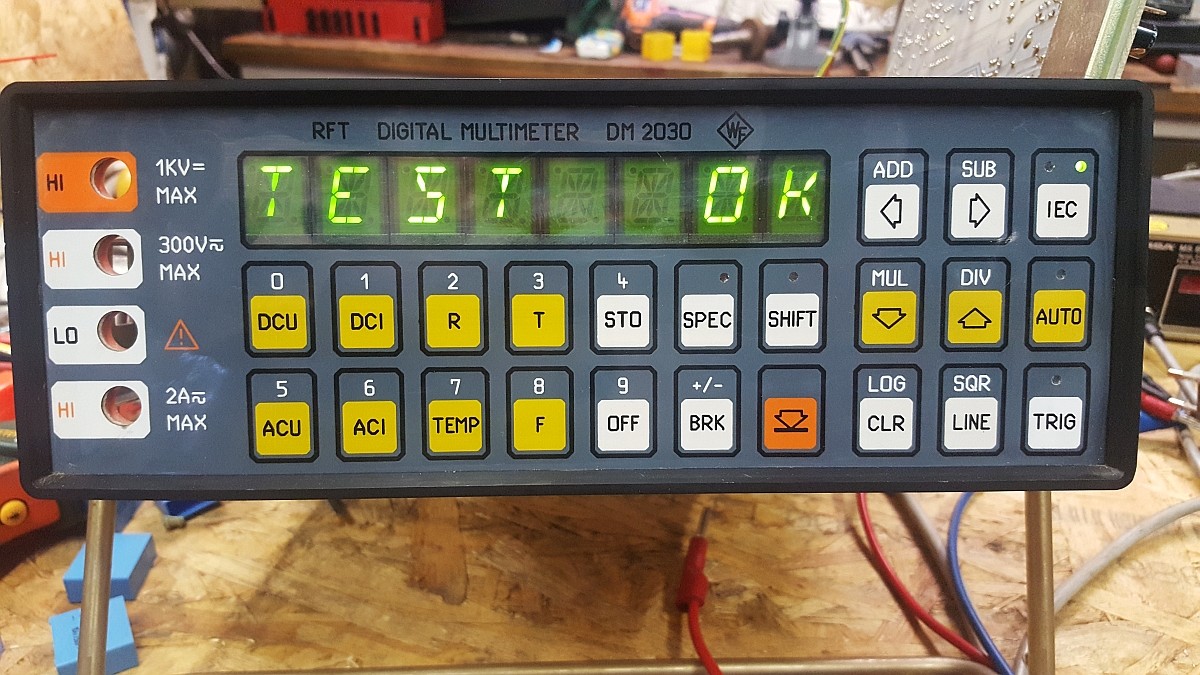 RFT DIGITAL MULTIMETER DM 2030 WF
TEST OK
HI 1KV=
MAX
HI 300V≂
MAX
LO
HI 2A≂
MAX
0 1 2 3 4
DCU DCI R T STO SPEC SHIFT
5 6 7 8 9 +/-
ACU ACI TEMP F OFF BRK
ADD SUB
IEC
MUL DIV
AUTO
LOG SQR
CLR LINE TRIG